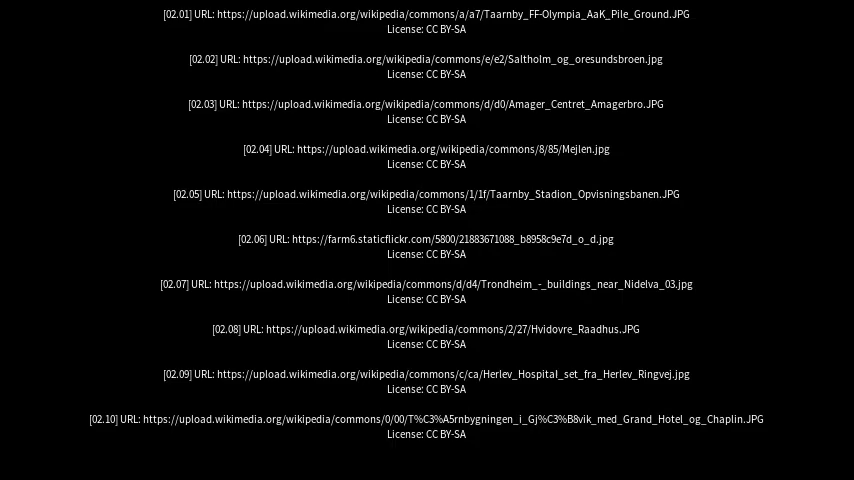 [02.01] URL: https://upload.wikimedia.org/wikipedia/commons/a/a7/Taarnby_FF-Olympia_AaK_Pile_Ground.JPG
License: CC BY-SA
[02.02] URL: https://upload.wikimedia.org/wikipedia/commons/e/e2/Saltholm_og_oresundsbroen.jpg
License: CC BY-SA
[02.03] URL: https://upload.wikimedia.org/wikipedia/commons/d/d0/Amager_Centret_Amagerbro.JPG
License: CC BY-SA
[02.04] URL: https://upload.wikimedia.org/wikipedia/commons/8/85/Mejlen.jpg
License: CC BY-SA
[02.05] URL: https://upload.wikimedia.org/wikipedia/commons/1/1f/Taarnby_Stadion_Opvisningsbanen.JPG
License: CC BY-SA
[02.06] URL: https://farm6.staticflickr.com/5800/21883671088_b8958c9e7d_o_d.jpg
License: CC BY-SA
[02.07] URL: https://upload.wikimedia.org/wikipedia/commons/d/d4/Trondheim_-_buildings_near_Nidelva_03.jpg
License: CC BY-SA
[02.08] URL: https://upload.wikimedia.org/wikipedia/commons/2/27/Hvidovre_Raadhus.JPG
License: CC BY-SA
[02.09] URL: https://upload.wikimedia.org/wikipedia/commons/c/ca/Herlev_Hospital_set_fra_Herlev_Ringvej.jpg
License: CC BY-SA
[02.10] URL: https://upload.wikimedia.org/wikipedia/commons/0/00/T%C3%A5rnbygningen_i_Gj%C3%B8vik_med_Grand_Hotel_og_Chaplin.JPG
License: CC BY-SA